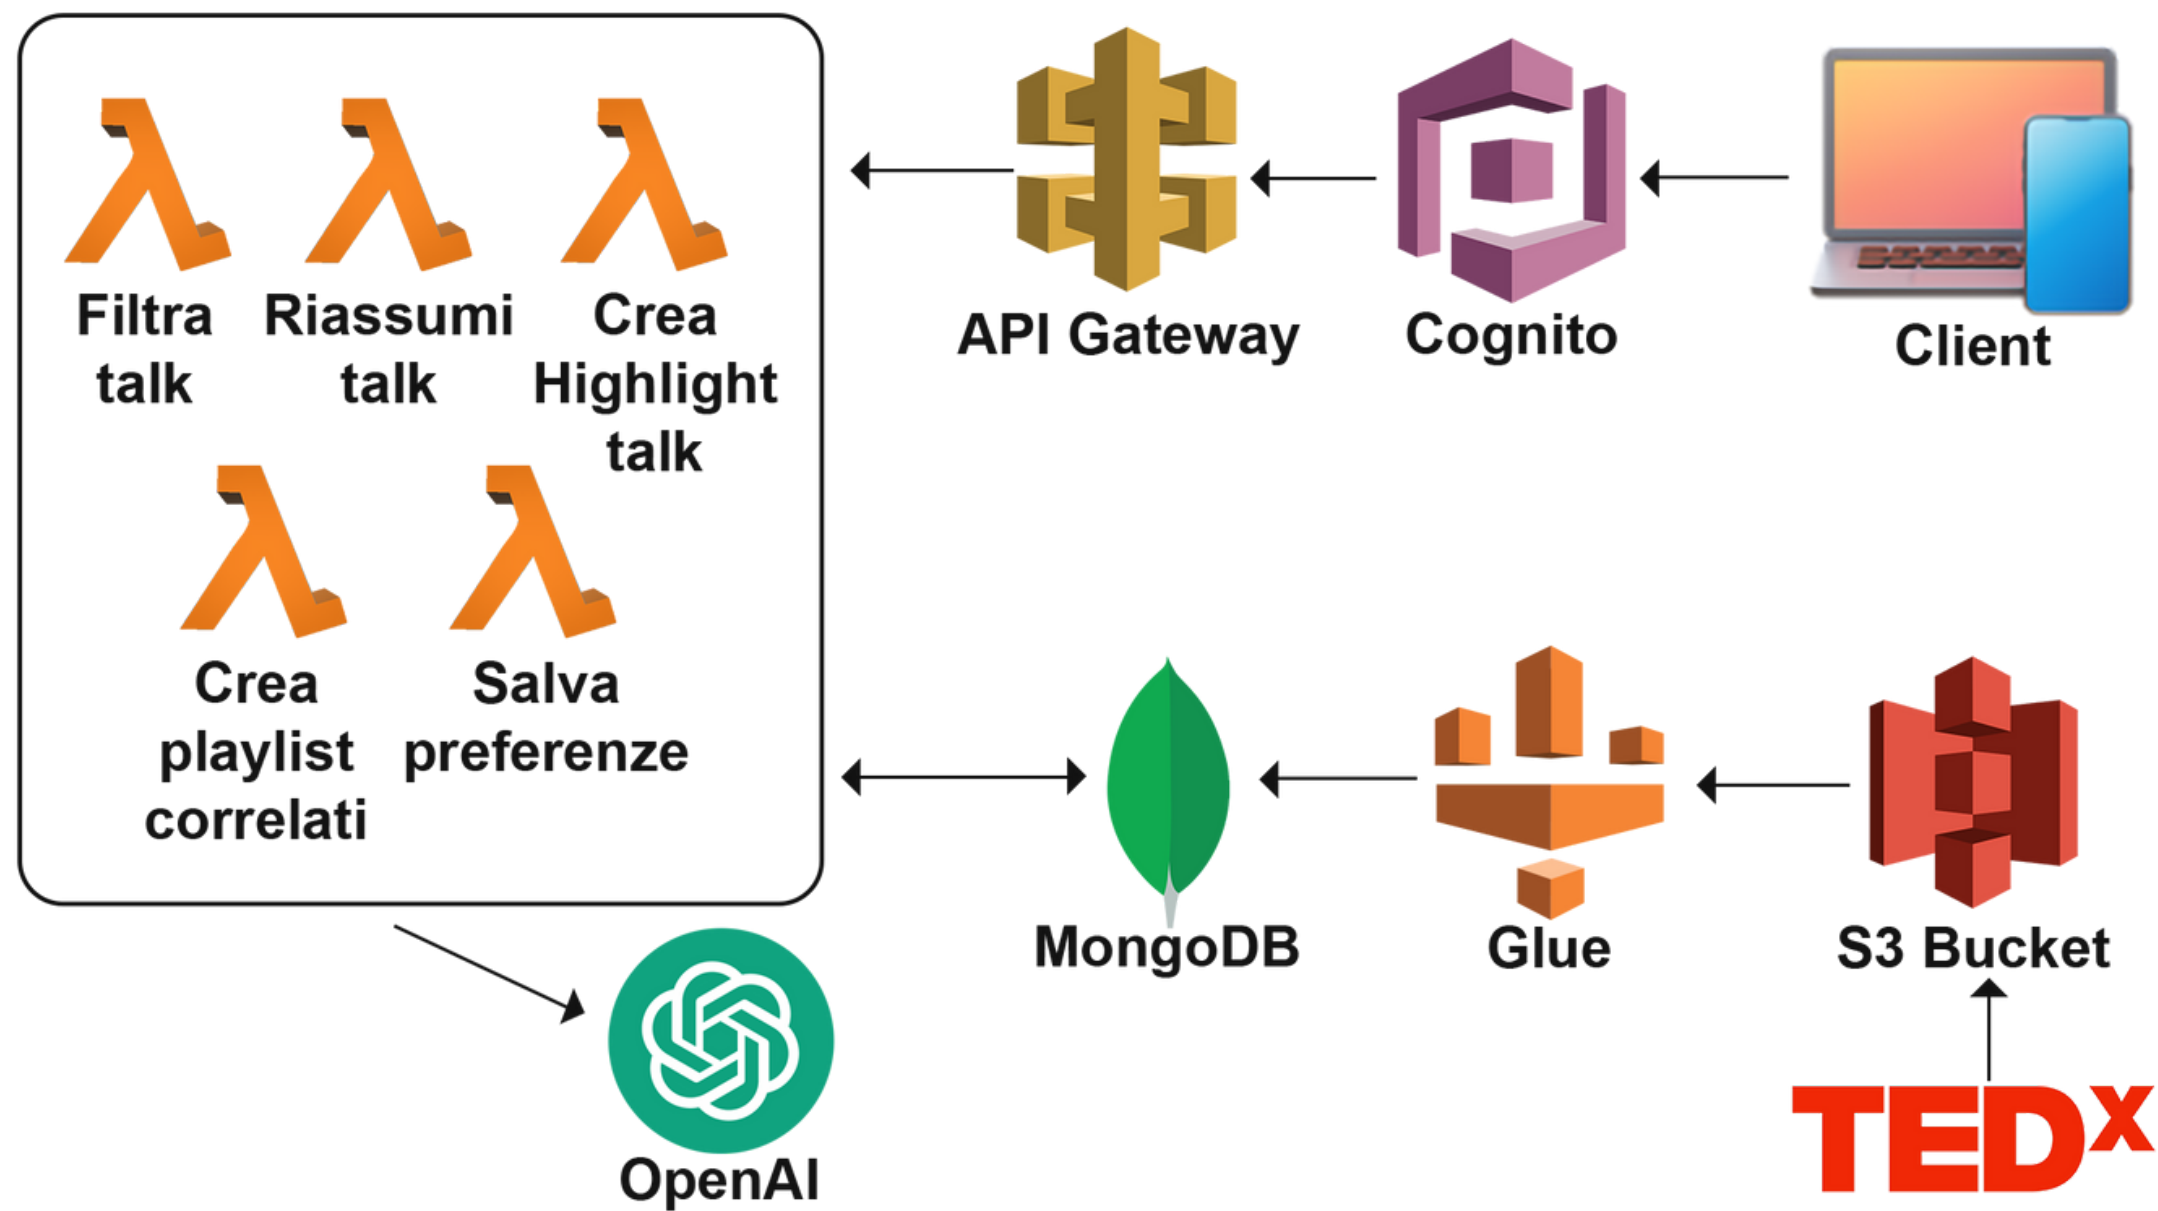 Filtra
talk
Riassumi
talk
Crea
Highlight
talk
API Gateway
Cognito
Client
Crea
playlist
correlati
Salva
preferenze
MongoDB
Glue
S3 Bucket
OpenAI
TEDx